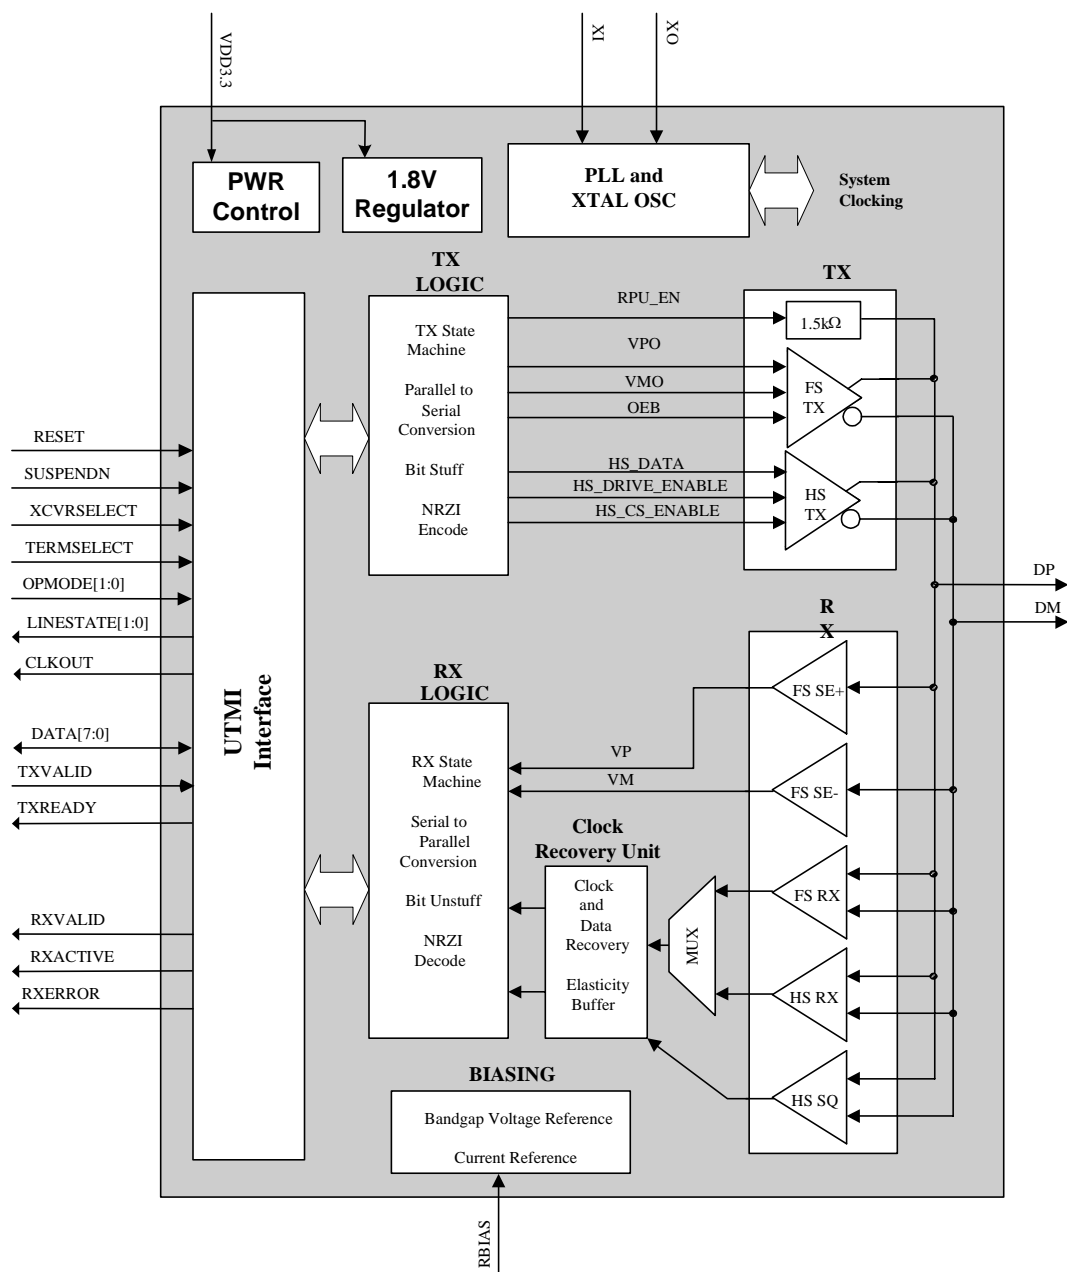 VDD3.3
XI
XO
PWR
Control
1.8V
Regulator
PLL and
XTAL OSC
System
Clocking
TX
LOGIC
TX State
Machine
Parallel to
Serial
Conversion
Bit Stuff
NRZI
Encode
RPU_EN
VPO
VMO
OEB
HS_DATA
HS_DRIVE_ENABLE
HS_CS_ENABLE
TX
1.5kΩ
FS
TX
HS
TX
RESET
SUSPENDN
XCVRSELECT
TERMSELECT
OPMODE[1:0]
LINESTATE[1:0]
CLKOUT
DATA[7:0]
TXVALID
TXREADY
RXVALID
RXACTIVE
RXERROR
UTMI
Interface
DP
DM
RX
LOGIC
RX State
Machine
Serial to
Parallel
Conversion
Bit Unstuff
NRZI
Decode
VP
VM
Clock
Recovery Unit
Clock
and
Data
Recovery
Elasticity
Buffer
MUX
R
X
FS SE+
FS SE-
FS RX
HS RX
HS SQ
BIASING
Bandgap Voltage Reference
Current Reference
RBIAS